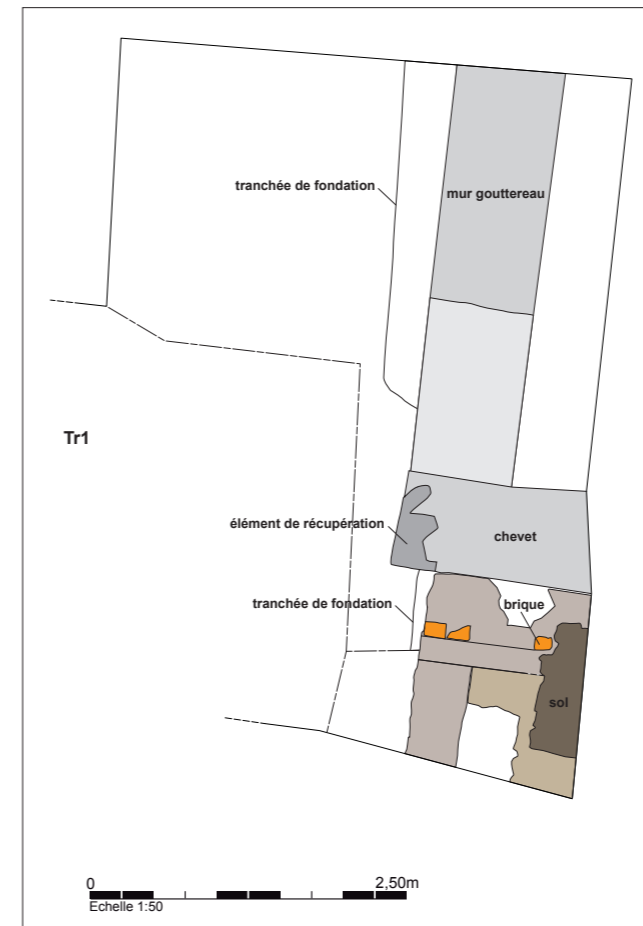 tranchée de fondation
mur gouttereau
Tr1
élément de récupération
chevet
tranchée de fondation
brique
sol
0 2,50m
Echelle 1:50